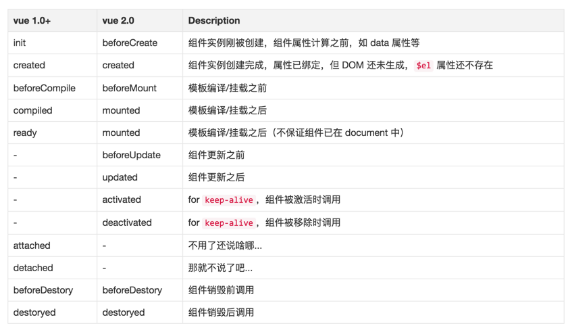 vue 1.0+ vue 2.0 Description
init beforeCreate 组件实例刚被创建，组件属性计算之前，如 data 属性等
created created 组件实例创建完成，属性已绑定，但 DOM 还未生成， $el 属性还不存在
beforeCompile beforeMount 模板编译/挂载之前
compiled mounted 模板编译/挂载之后
ready mounted 模板编译/挂载之后（不保证组件已在 document 中）
- beforeUpdate 组件更新之前
- updated 组件更新之后
- activated for keep-alive ，组件被激活时调用
- deactivated for keep-alive ，组件被移除时调用
attached - 不用了还说啥哪...
detached - 那就不说了吧...
beforeDestory beforeDestory 组件销毁前调用
destoryed destoryed 组件销毁后调用